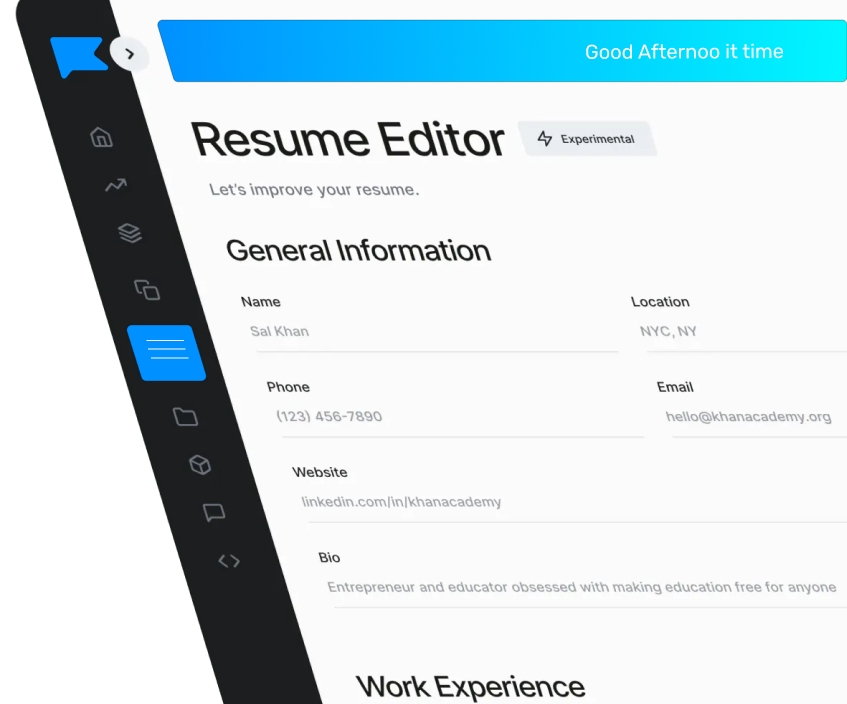 Good Afternoo it time
Resume Editor
Experimental
Let's improve your resume.
General Information
Name
Location
Sal Khan
NYC, NY
Phone
Email
(123) 456-7890
hello@khanacademy.org
Website
linkedin.com/in/khanacademy
Bio
Entrepreneur and educator obsessed with making education free for anyone
Work Experience